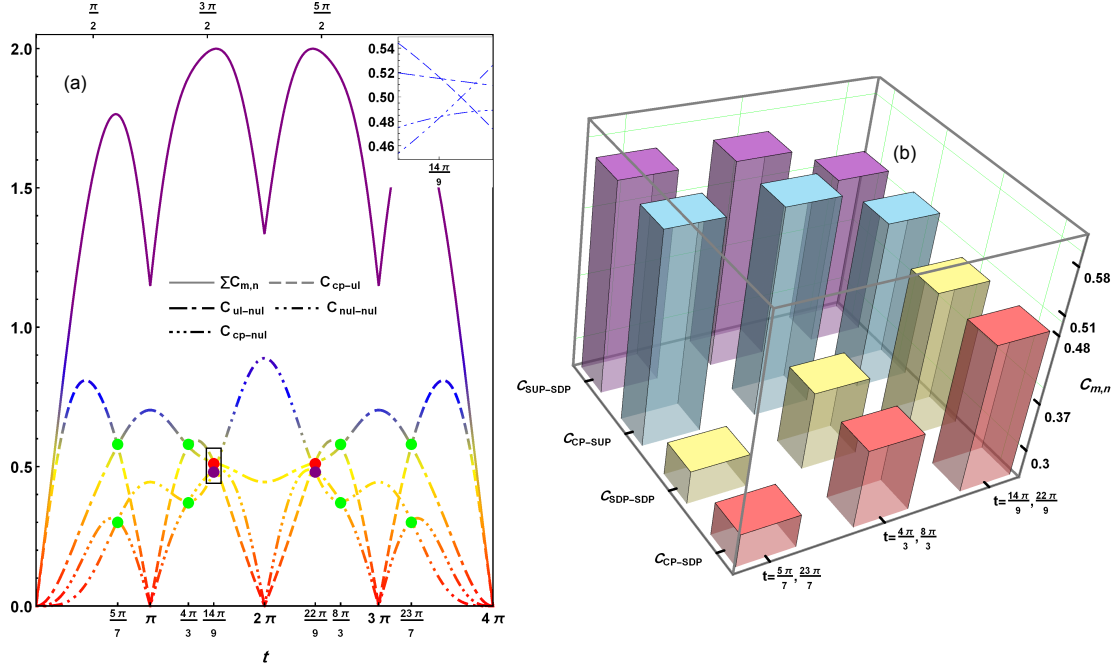 π/2 3π/2 5π/2
(a)
2.0
1.5
1.0
0.5
0.0
0.54
0.52
0.50
0.48
0.46
14π/9
∑C_{m,n} C_{cp-ul}
C_{ul-nul} C_{nul-nul}
C_{cp-nul}
5π/7 π 4π/3 14π/9 2π 22π/9 8π/3 3π 23π/7 4π
t
(b)
C_{SUP-SDP}
C_{CP-SUP}
C_{SDP-SDP}
C_{CP-SDP}
t=5π/7,23π/7
t=4π/3,8π/3
t=14π/9,22π/9
0.58
0.51
0.48
C_{m,n}
0.37
0.3